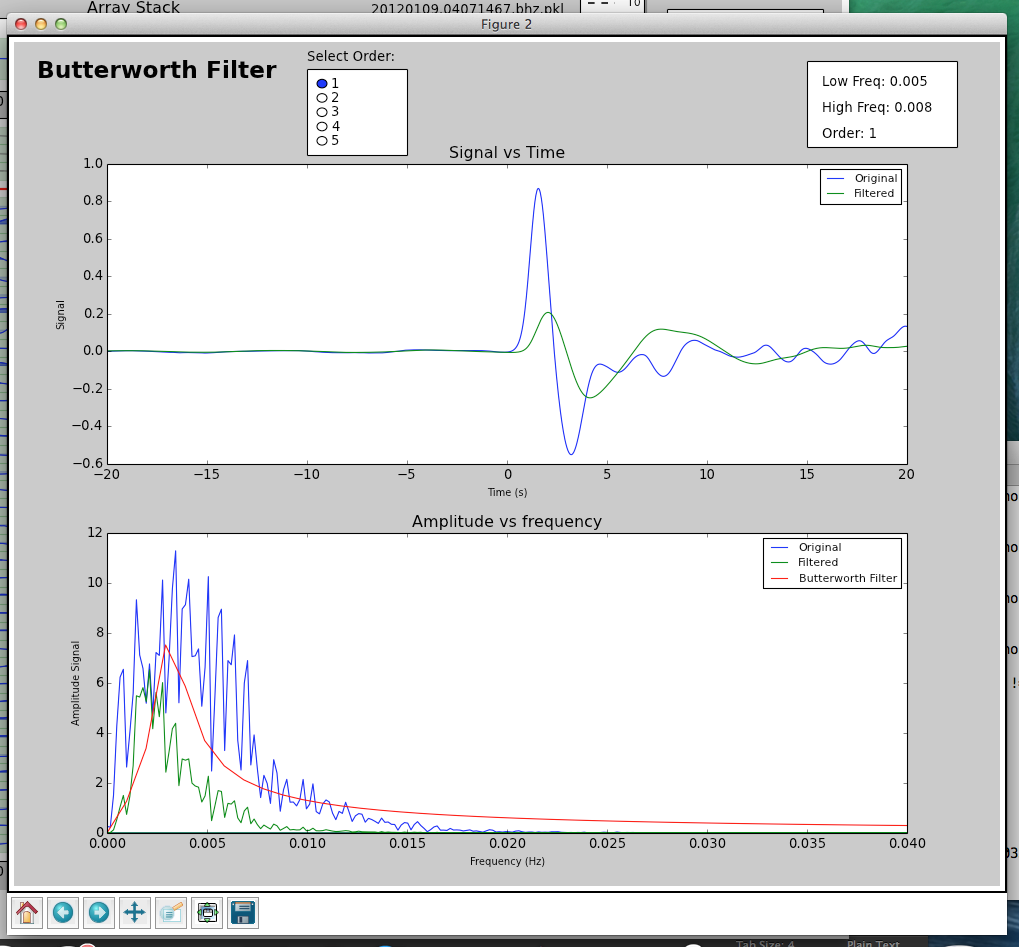 Array Stack
20120109.04071467.bhz.pkl
10
Figure 2
Butterworth Filter
Select Order:
1
2
3
4
5
Low Freq: 0.005
High Freq: 0.008
Order: 1
Signal vs Time
1.0
0.8
0.6
0.4
0.2
0.0
−0.2
−0.4
−0.6
Signal
Original
Filtered
−20 −15 −10 −5 0 5 10 15 20
Time (s)
Amplitude vs frequency
12
10
8
6
4
2
0
Amplitude Signal
Original
Filtered
Butterworth Filter
0.000 0.005 0.010 0.015 0.020 0.025 0.030 0.035 0.040
Frequency (Hz)
Tab Size: 4
Plain Text